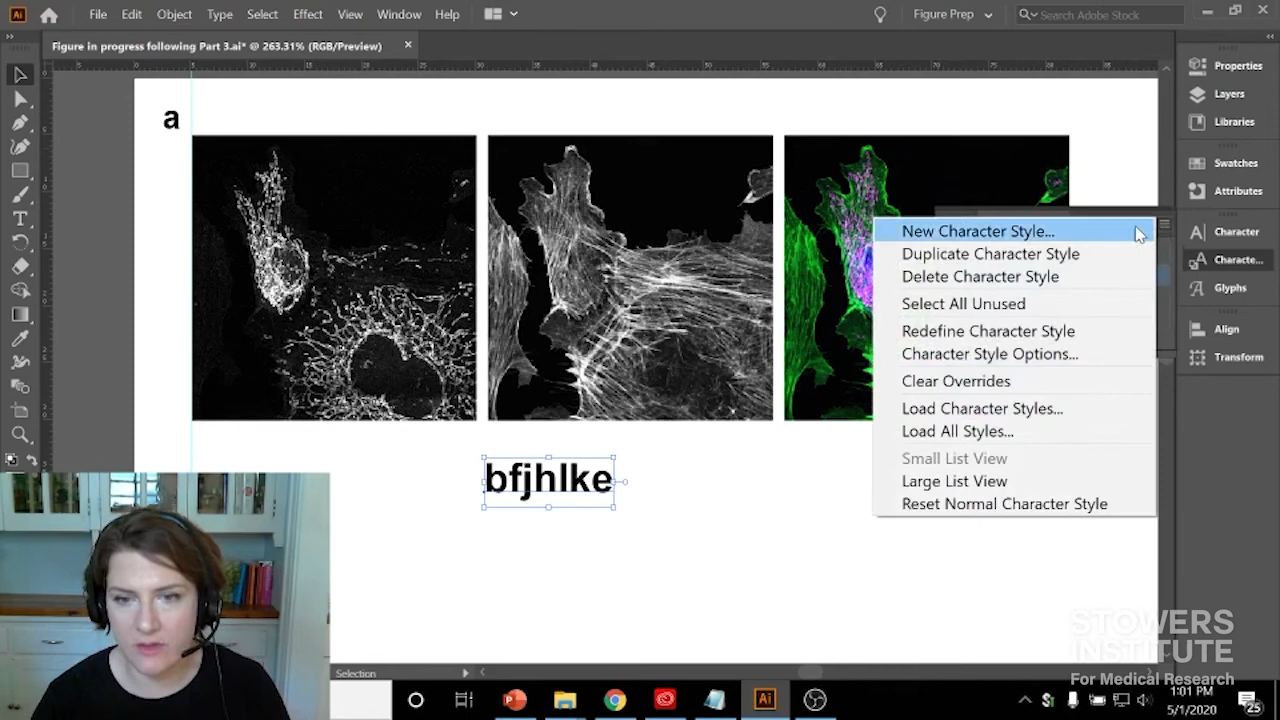 Ai
File Edit Object Type Select Effect View Window Help
Figure Prep
Search Adobe Stock
Figure in progress following Part 3.ai* @ 263.31% (RGB/Preview)
Properties
Layers
Libraries
Swatches
Attributes
Character
Characte...
Glyphs
Align
Transform
a
New Character Style...
Duplicate Character Style
Delete Character Style
Select All Unused
Redefine Character Style
Character Style Options...
Clear Overrides
Load Character Styles...
Load All Styles...
Small List View
Large List View
Reset Normal Character Style
bfjhlke
STOWERS
INSTITUTE
For Medical Research
Selection
1:01 PM
5/1/2020
25